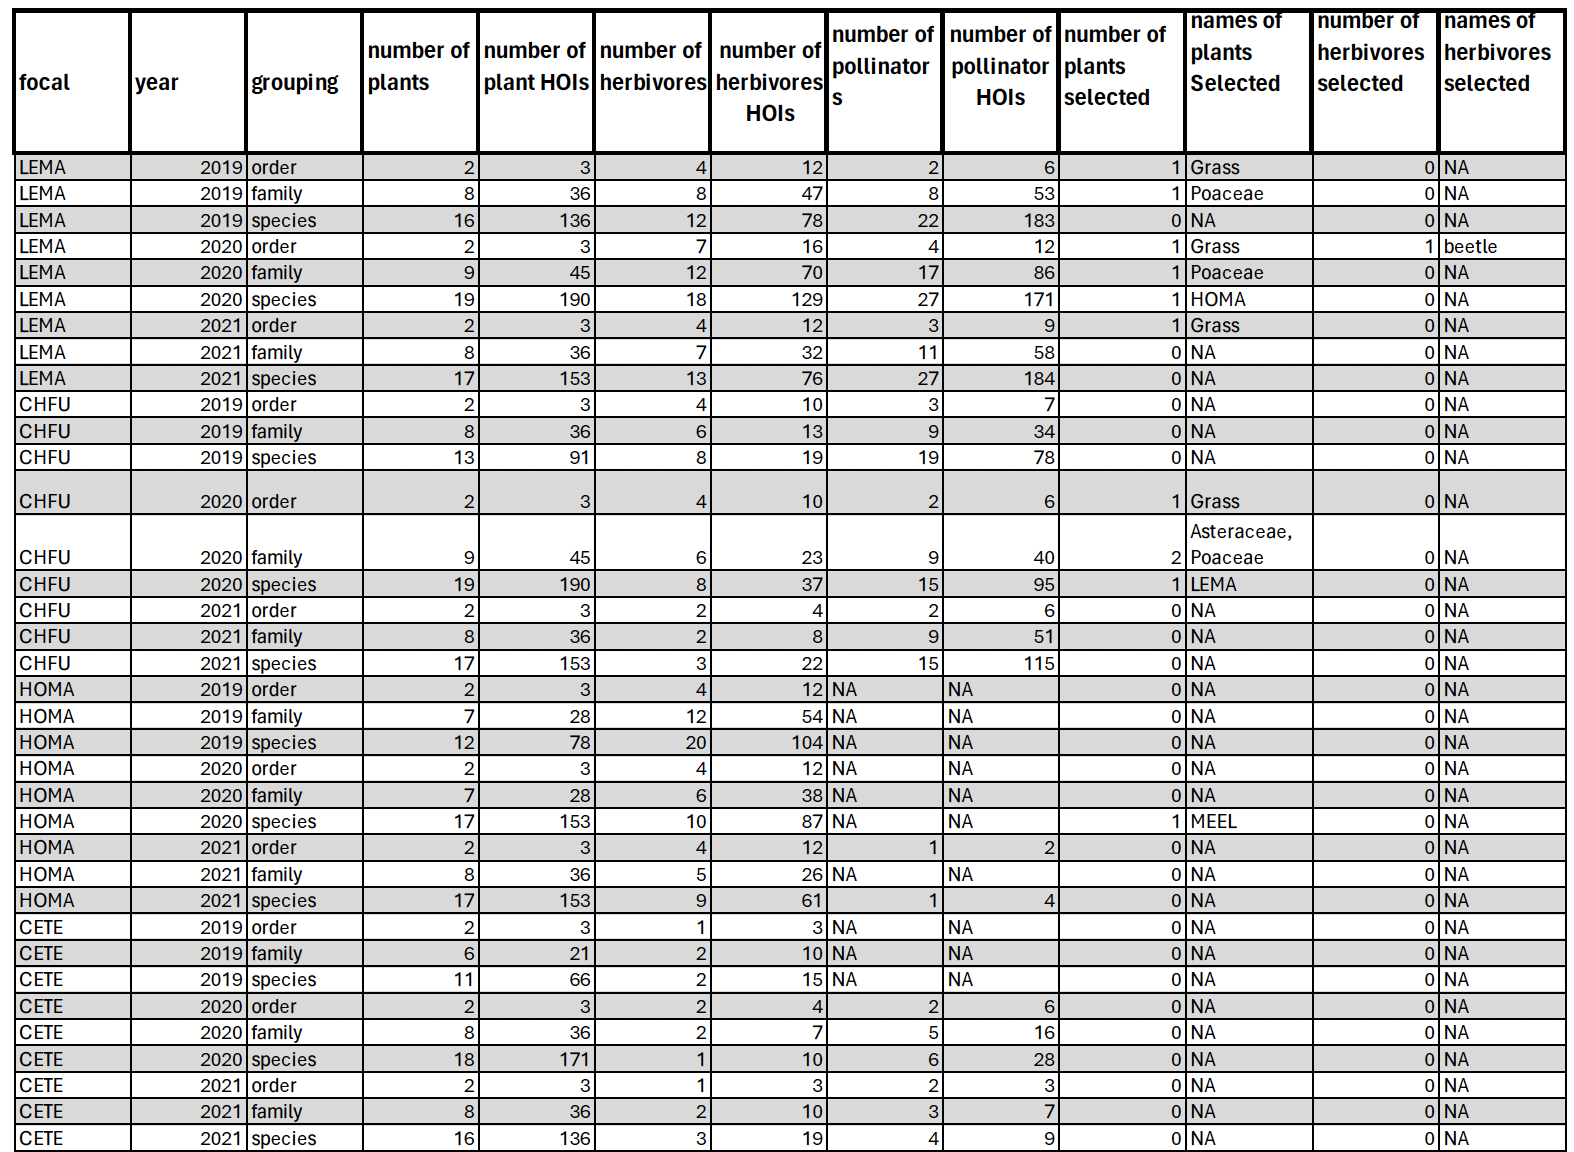 focal year grouping number of plants number of plant HOIs number of herbivores number of herbivores HOIs number of pollinator s number of pollinator HOIs number of plants selected names of plants Selected number of herbivores selected names of herbivores selected
LEMA 2019 order 2 3 4 12 2 6 1 Grass 0 NA
LEMA 2019 family 8 36 8 47 8 53 1 Poaceae 0 NA
LEMA 2019 species 16 136 12 78 22 183 0 NA 0 NA
LEMA 2020 order 2 3 7 16 4 12 1 Grass 1 beetle
LEMA 2020 family 9 45 12 70 17 86 1 Poaceae 0 NA
LEMA 2020 species 19 190 18 129 27 171 1 HOMA 0 NA
LEMA 2021 order 2 3 4 12 3 9 1 Grass 0 NA
LEMA 2021 family 8 36 7 32 11 58 0 NA 0 NA
LEMA 2021 species 17 153 13 76 27 184 0 NA 0 NA
CHFU 2019 order 2 3 4 10 3 7 0 NA 0 NA
CHFU 2019 family 8 36 6 13 9 34 0 NA 0 NA
CHFU 2019 species 13 91 8 19 19 78 0 NA 0 NA
CHFU 2020 order 2 3 4 10 2 6 1 Grass 0 NA
CHFU 2020 family 9 45 6 23 9 40 2 Asteraceae, Poaceae 0 NA
CHFU 2020 species 19 190 8 37 15 95 1 LEMA 0 NA
CHFU 2021 order 2 3 2 4 2 6 0 NA 0 NA
CHFU 2021 family 8 36 2 8 9 51 0 NA 0 NA
CHFU 2021 species 17 153 3 22 15 115 0 NA 0 NA
HOMA 2019 order 2 3 4 12 NA NA 0 NA 0 NA
HOMA 2019 family 7 28 12 54 NA NA 0 NA 0 NA
HOMA 2019 species 12 78 20 104 NA NA 0 NA 0 NA
HOMA 2020 order 2 3 4 12 NA NA 0 NA 0 NA
HOMA 2020 family 7 28 6 38 NA NA 0 NA 0 NA
HOMA 2020 species 17 153 10 87 NA NA 1 MEEL 0 NA
HOMA 2021 order 2 3 4 12 1 2 0 NA 0 NA
HOMA 2021 family 8 36 5 26 NA NA 0 NA 0 NA
HOMA 2021 species 17 153 9 61 1 4 0 NA 0 NA
CETE 2019 order 2 3 1 3 NA NA 0 NA 0 NA
CETE 2019 family 6 21 2 10 NA NA 0 NA 0 NA
CETE 2019 species 11 66 2 15 NA NA 0 NA 0 NA
CETE 2020 order 2 3 2 4 2 6 0 NA 0 NA
CETE 2020 family 8 36 2 7 5 16 0 NA 0 NA
CETE 2020 species 18 171 1 10 6 28 0 NA 0 NA
CETE 2021 order 2 3 1 3 2 3 0 NA 0 NA
CETE 2021 family 8 36 2 10 3 7 0 NA 0 NA
CETE 2021 species 16 136 3 19 4 9 0 NA 0 NA